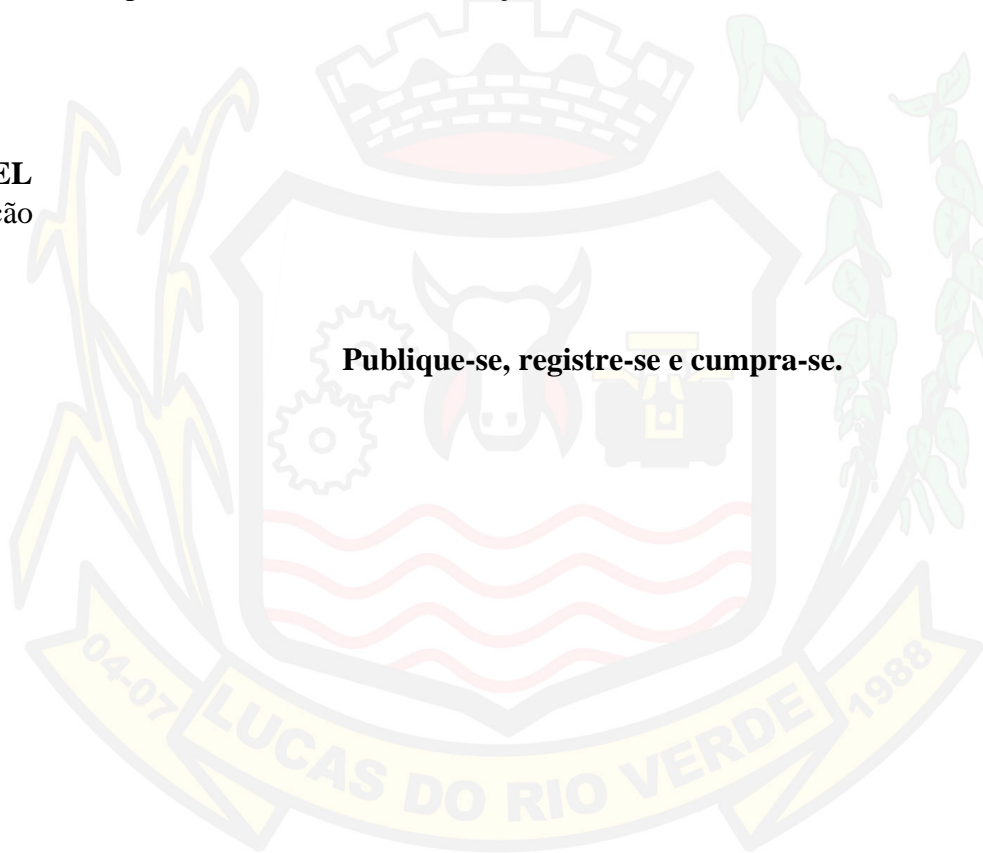 EL
ção
Publique-se, registre-se e cumpra-se.
04-07
LUCAS DO RIO VERDE
1988